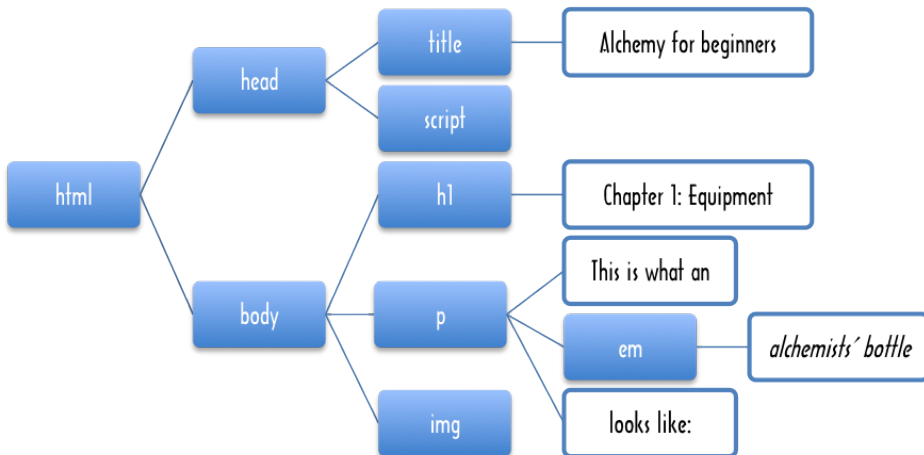 title
Alchemy for beginners
head
script
html
h1
Chapter 1: Equipment
This is what an
body
p
em
alchemists´ bottle
img
looks like: